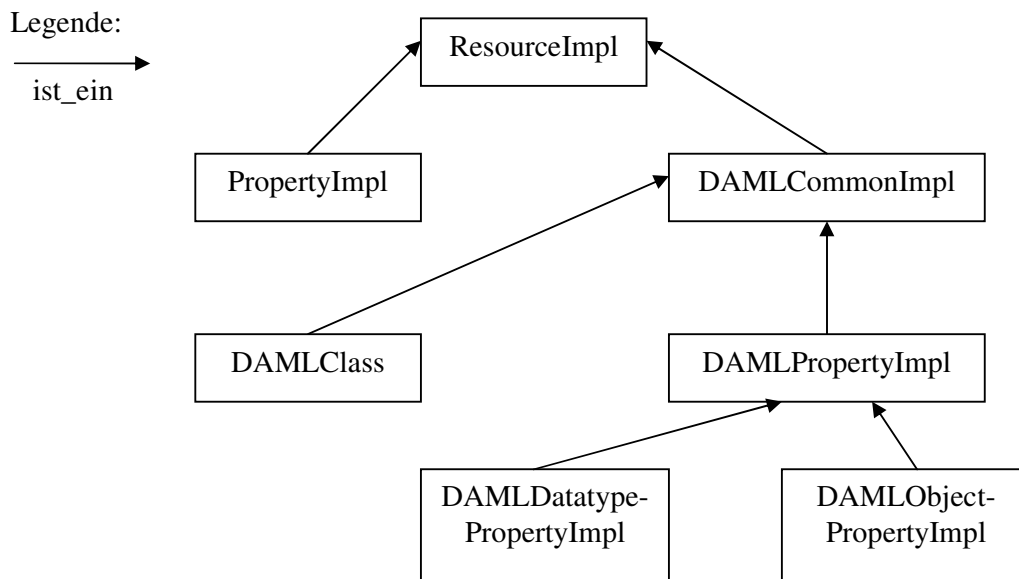 Legende:
ist_ein
ResourceImpl
PropertyImpl
DAMLCommonImpl
DAMLClass
DAMLPropertyImpl
DAMLDatatype-
PropertyImpl
DAMLObject-
PropertyImpl